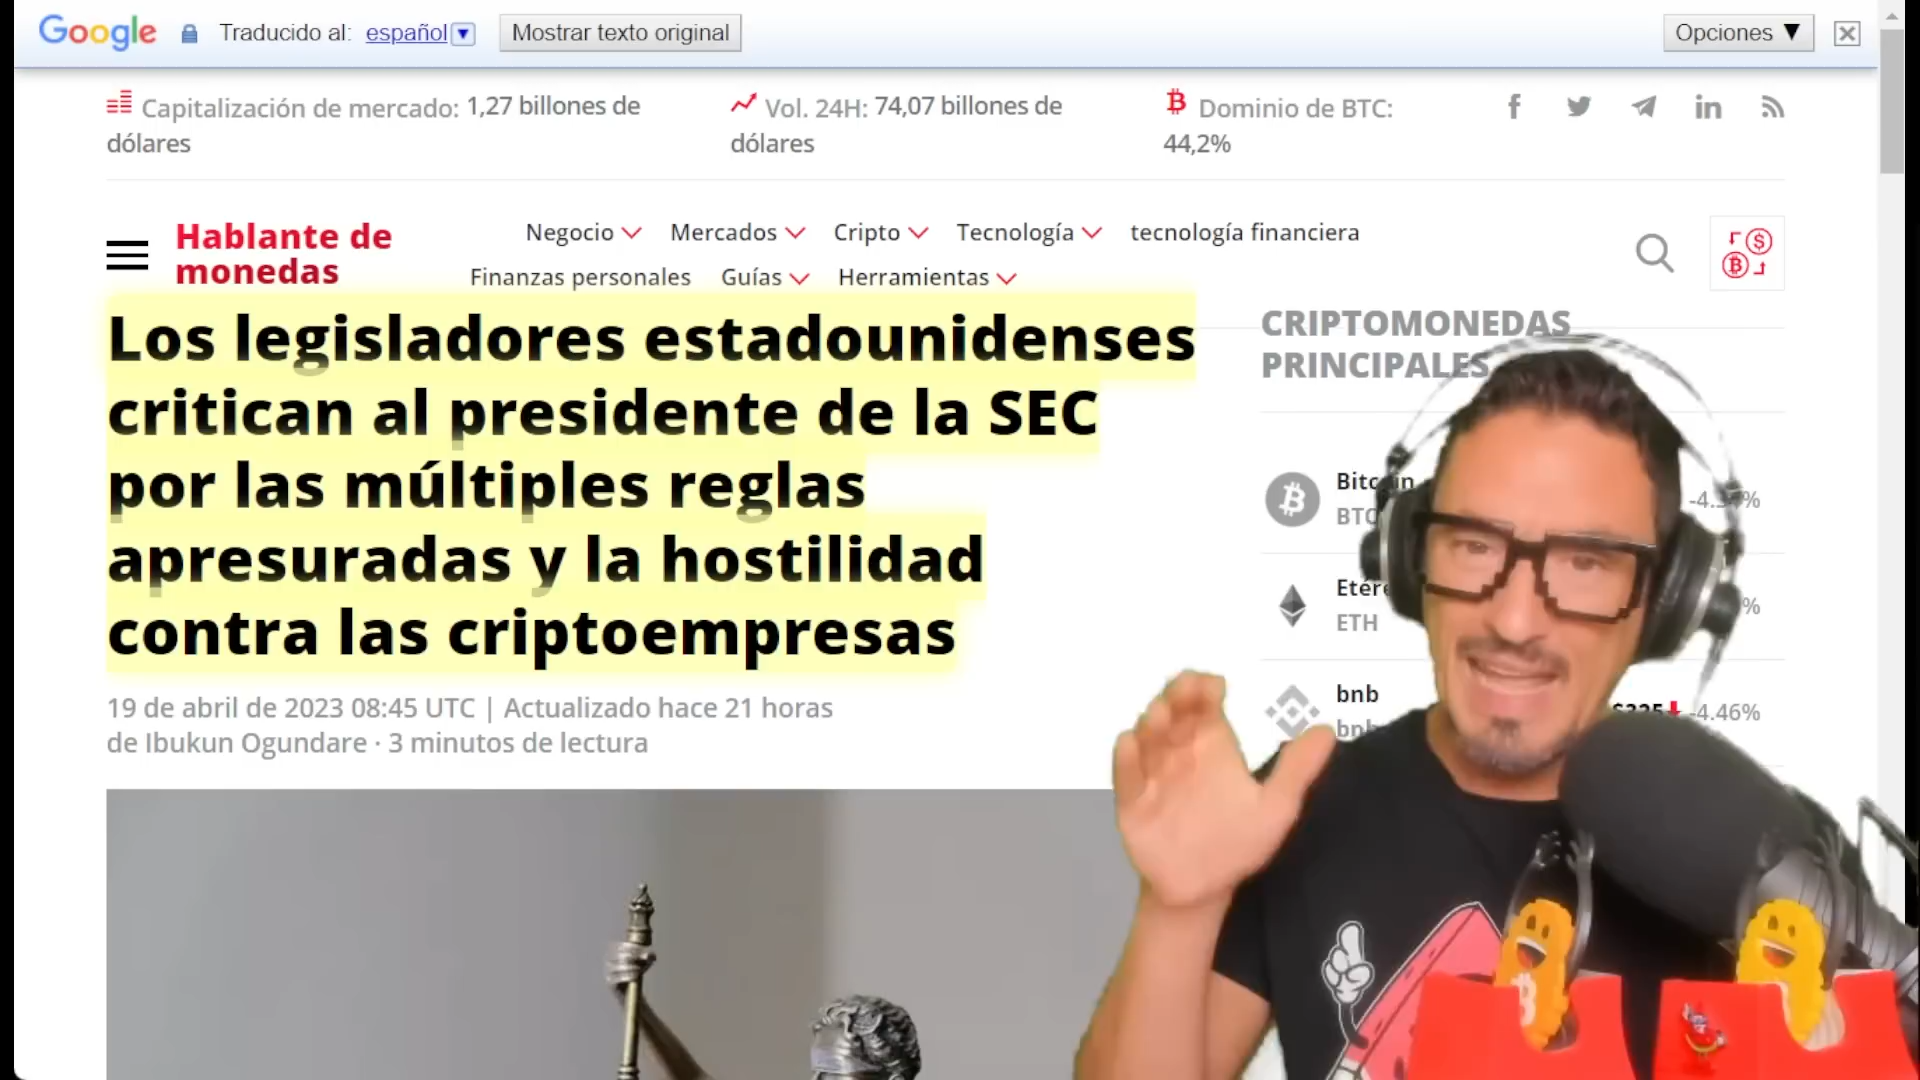 Google Traducido al: español Mostrar texto original Opciones ▼
Capitalización de mercado: 1,27 billones de
dólares
Vol. 24H: 74,07 billones de
dólares
Dominio de BTC:
44,2%
Hablante de
monedas
Negocio Mercados Cripto Tecnología tecnología financiera
Finanzas personales Guías Herramientas
Los legisladores estadounidenses
critican al presidente de la SEC
por las múltiples reglas
apresuradas y la hostilidad
contra las criptoempresas
19 de abril de 2023 08:45 UTC | Actualizado hace 21 horas
de Ibukun Ogundare · 3 minutos de lectura
CRIPTOMONEDAS
PRINCIPALES
ETH
bnb
-4.46%